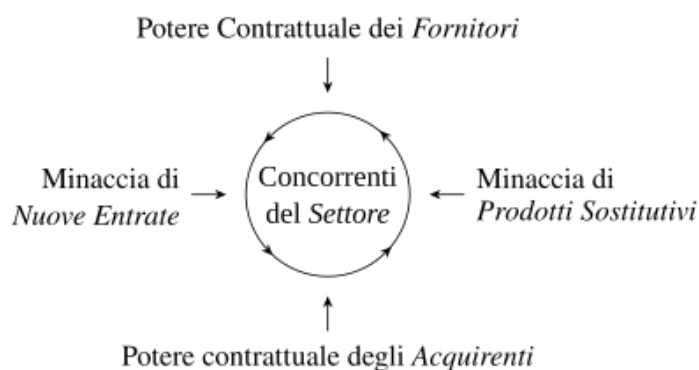 Potere Contrattuale dei Fornitori
Minaccia di
Nuove Entrate
Concorrenti
del Settore
Minaccia di
Prodotti Sostitutivi
Potere contrattuale degli Acquirenti